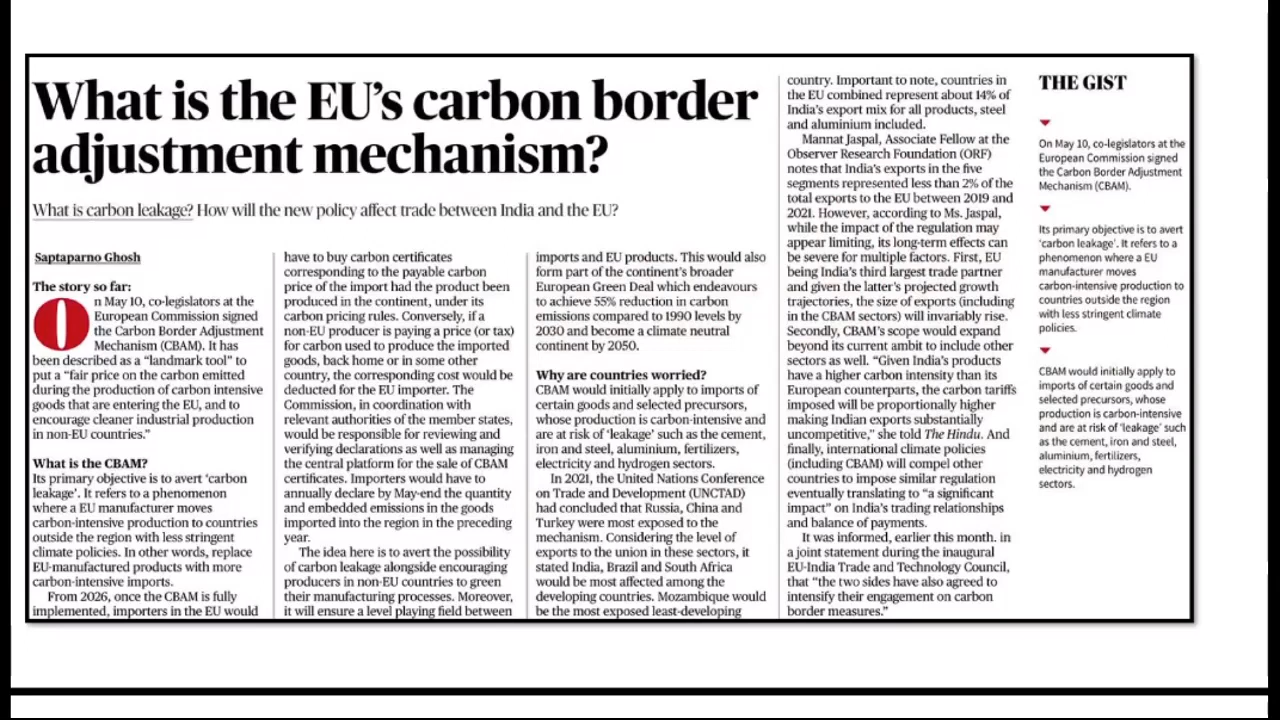 What is the EU’s carbon border
adjustment mechanism?
What is carbon leakage? How will the new policy affect trade between India and the EU?
Saptaparno Ghosh
The story so far:
On May 10, co-legislators at the
European Commission signed
the Carbon Border Adjustment
Mechanism (CBAM). It has
been described as a “landmark tool” to
put a “fair price on the carbon emitted
during the production of carbon intensive
goods that are entering the EU, and to
encourage cleaner industrial production
in non-EU countries.”
What is the CBAM?
Its primary objective is to avert ‘carbon
leakage’. It refers to a phenomenon
where a EU manufacturer moves
carbon-intensive production to countries
outside the region with less stringent
climate policies. In other words, replace
EU-manufactured products with more
carbon-intensive imports.
From 2026, once the CBAM is fully
implemented, importers in the EU would
have to buy carbon certificates
corresponding to the payable carbon
price of the import had the product been
produced in the continent, under its
carbon pricing rules. Conversely, if a
non-EU producer is paying a price (or tax)
for carbon used to produce the imported
goods, back home or in some other
country, the corresponding cost would be
deducted for the EU importer. The
Commission, in coordination with
relevant authorities of the member states,
would be responsible for reviewing and
verifying declarations as well as managing
the central platform for the sale of CBAM
certificates. Importers would have to
annually declare by May-end the quantity
and embedded emissions in the goods
imported into the region in the preceding
year.
The idea here is to avert the possibility
of carbon leakage alongside encouraging
producers in non-EU countries to green
their manufacturing processes. Moreover,
it will ensure a level playing field between
imports and EU products. This would also
form part of the continent’s broader
European Green Deal which endeavours
to achieve 55% reduction in carbon
emissions compared to 1990 levels by
2030 and become a climate neutral
continent by 2050.
Why are countries worried?
CBAM would initially apply to imports of
certain goods and selected precursors,
whose production is carbon-intensive and
are at risk of ‘leakage’ such as the cement,
iron and steel, aluminium, fertilizers,
electricity and hydrogen sectors.
In 2021, the United Nations Conference
on Trade and Development (UNCTAD)
had concluded that Russia, China and
Turkey were most exposed to the
mechanism. Considering the level of
exports to the union in these sectors, it
stated India, Brazil and South Africa
would be most affected among the
developing countries. Mozambique would
be the most exposed least-developing
country. Important to note, countries in
the EU combined represent about 14% of
India’s export mix for all products, steel
and aluminium included.
Mannat Jaspal, Associate Fellow at the
Observer Research Foundation (ORF)
notes that India’s exports in the five
segments represented less than 2% of the
total exports to the EU between 2019 and
2021. However, according to Ms. Jaspal,
while the impact of the regulation may
appear limiting, its long-term effects can
be severe for multiple factors. First, EU
being India’s third largest trade partner
and given the latter’s projected growth
trajectories, the size of exports (including
in the CBAM sectors) will invariably rise.
Secondly, CBAM’s scope would expand
beyond its current ambit to include other
sectors as well. “Given India’s products
have a higher carbon intensity than its
European counterparts, the carbon tariffs
imposed will be proportionally higher
making Indian exports substantially
uncompetitive,” she told The Hindu. And
finally, international climate policies
(including CBAM) will compel other
countries to impose similar regulation
eventually translating to “a significant
impact” on India’s trading relationships
and balance of payments.
It was informed, earlier this month. in
a joint statement during the inaugural
EU-India Trade and Technology Council,
that “the two sides have also agreed to
intensify their engagement on carbon
border measures.”
THE GIST
On May 10, co-legislators at the
European Commission signed
the Carbon Border Adjustment
Mechanism (CBAM).
Its primary objective is to avert
‘carbon leakage’. It refers to a
phenomenon where a EU
manufacturer moves
carbon-intensive production to
countries outside the region
with less stringent climate
policies.
CBAM would initially apply to
imports of certain goods and
selected precursors, whose
production is carbon-intensive
and are at risk of ‘leakage’ such
as the cement, iron and steel,
aluminium, fertilizers,
electricity and hydrogen
sectors.